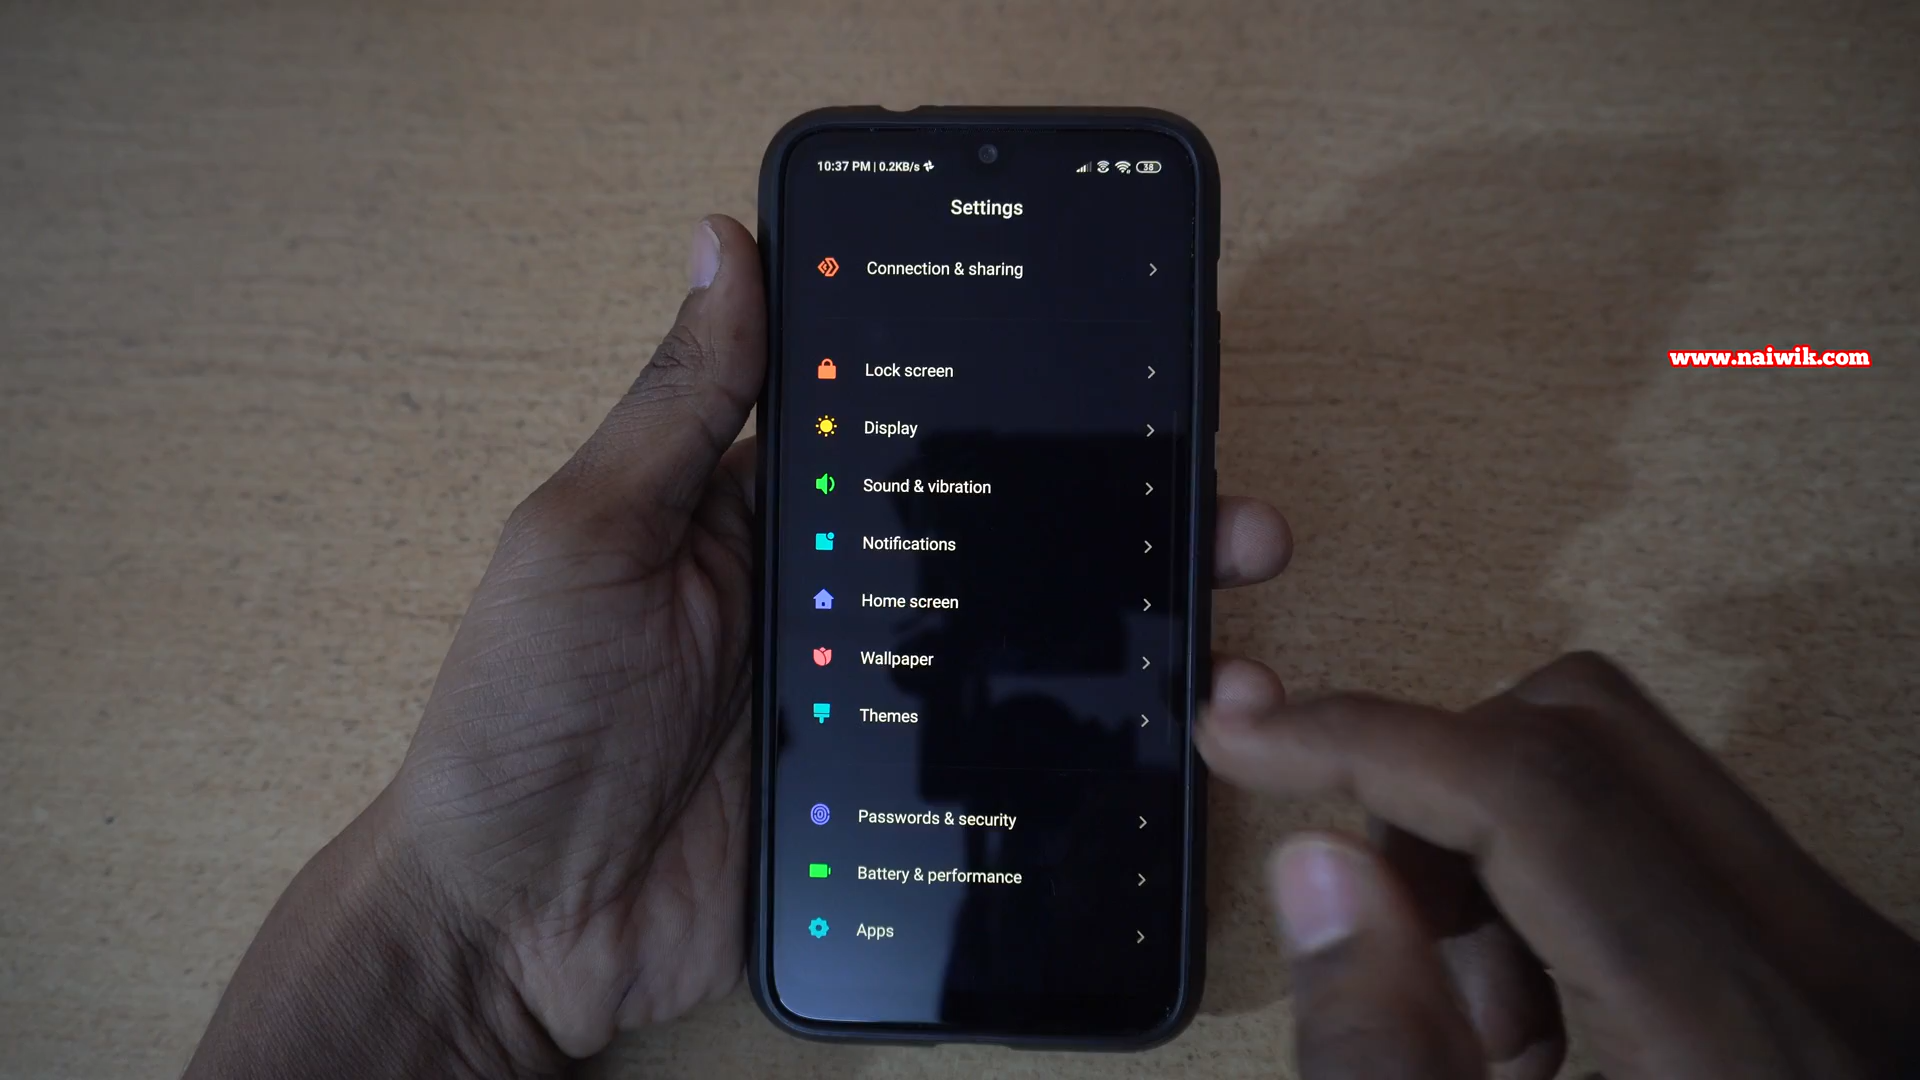 10:37 PM | 0.2KB/s
38
Settings
Connection & sharing
www.naiwik.com
Lock screen
Display
Sound & vibration
Notifications
Home screen
Wallpaper
Themes
Passwords & security
Battery & performance
Apps